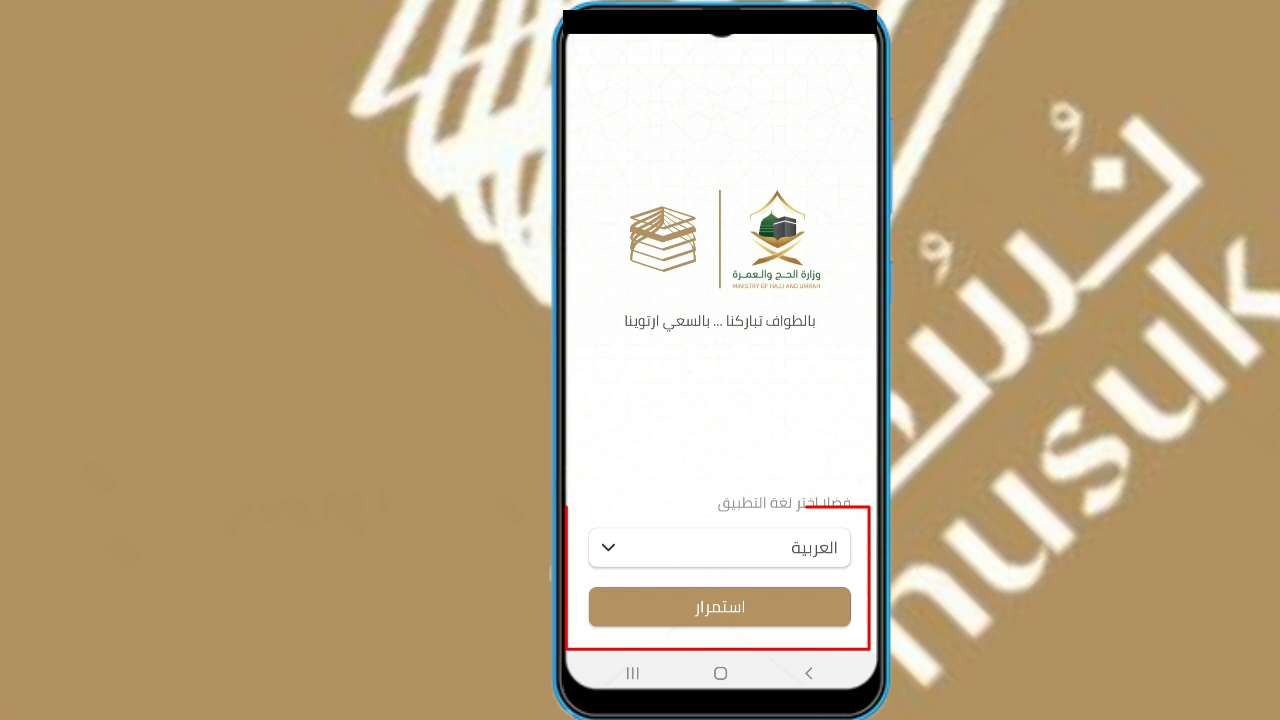 وزارة الحج والعمرة
MINISTRY OF HAJJ AND UMRAH
بالطواف تباركنا ... بالسعي ارتوينا
فضلا اختر لغة التطبيق
العربية
استمرار
نسك
nusuk